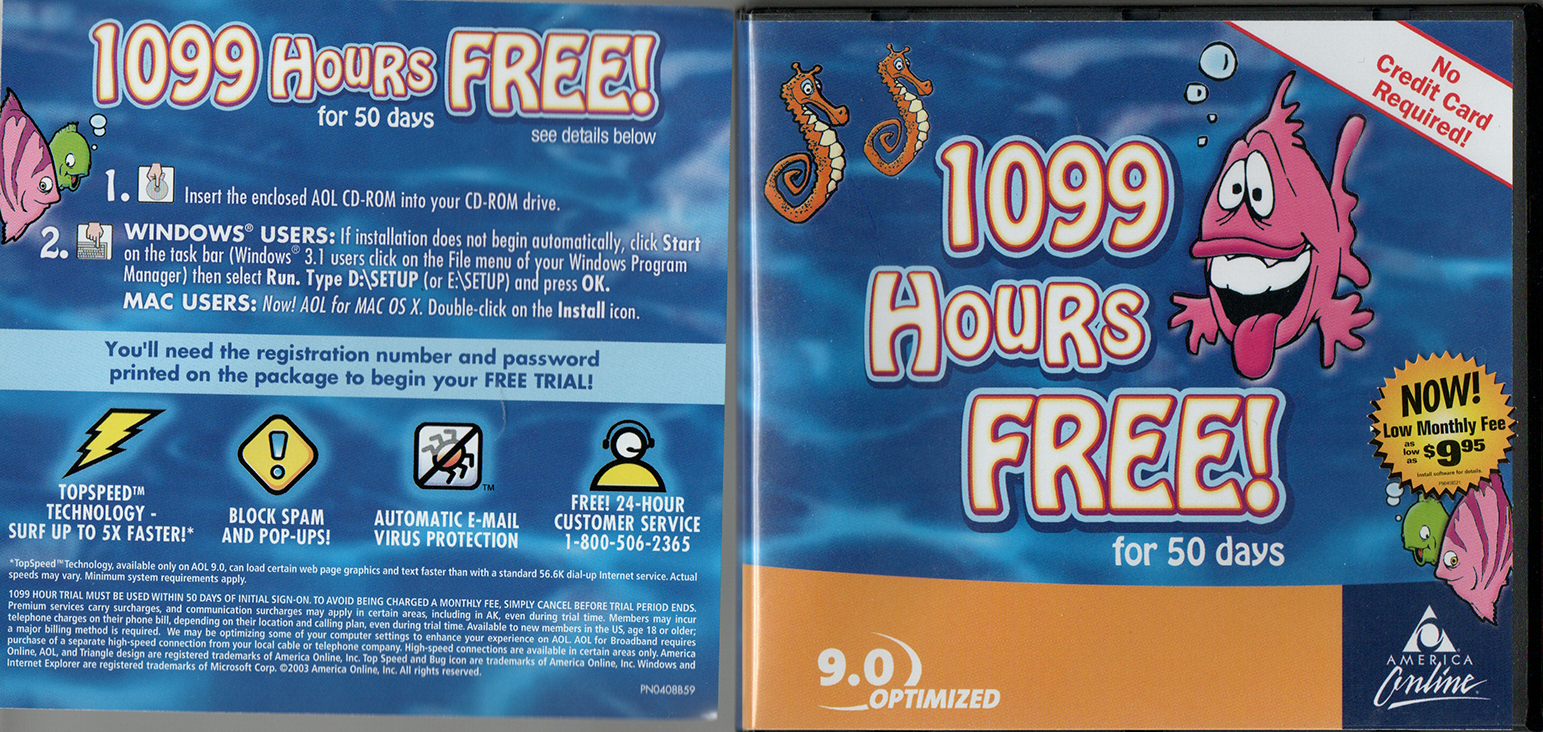 1099 HOURS FREE!
for 50 days
see details below
1. Insert the enclosed AOL CD-ROM into your CD-ROM drive.
2. WINDOWS® USERS: If installation does not begin automatically, click Start
on the task bar (Windows® 3.1 users click on the File menu of your Windows Program
Manager) then select Run. Type D:\SETUP (or E:\SETUP) and press OK.
MAC USERS: Now! AOL for MAC OS X. Double-click on the Install icon.
You'll need the registration number and password
printed on the package to begin your FREE TRIAL!
TOPSPEED™
TECHNOLOGY -
SURF UP TO 5X FASTER!*
BLOCK SPAM
AND POP-UPS!
TM
AUTOMATIC E-MAIL
VIRUS PROTECTION
FREE! 24-HOUR
CUSTOMER SERVICE
1-800-506-2365
*TopSpeed™ Technology, available only on AOL 9.0, can load certain web page graphics and text faster than with a standard 56.6K dial-up Internet service. Actual
speeds may vary. Minimum system requirements apply.
1099 HOUR TRIAL MUST BE USED WITHIN 50 DAYS OF INITIAL SIGN-ON. TO AVOID BEING CHARGED A MONTHLY FEE, SIMPLY CANCEL BEFORE TRIAL PERIOD ENDS.
Premium services carry surcharges, and communication surcharges may apply in certain areas, including in AK, even during trial time. Members may incur
telephone charges on their phone bill, depending on their location and calling plan, even during trial time. Available to new members in the US, age 18 or older;
a major billing method is required. We may be optimizing some of your computer settings to enhance your experience on AOL. AOL for Broadband requires
purchase of a separate high-speed connection from your local cable or telephone company. High-speed connections are available in certain areas only. America
Online, AOL, and Triangle design are registered trademarks of America Online, Inc. Top Speed and Bug icon are trademarks of America Online, Inc. Windows and
Internet Explorer are registered trademarks of Microsoft Corp. ©2003 America Online, Inc. All rights reserved.
PN0408B59
No
Credit Card
Required!
1099
HOURS
FREE!
for 50 days
NOW!
Low Monthly Fee
as low as $9.95
Install software for details.
9.0
OPTIMIZED
AMERICA
Online®